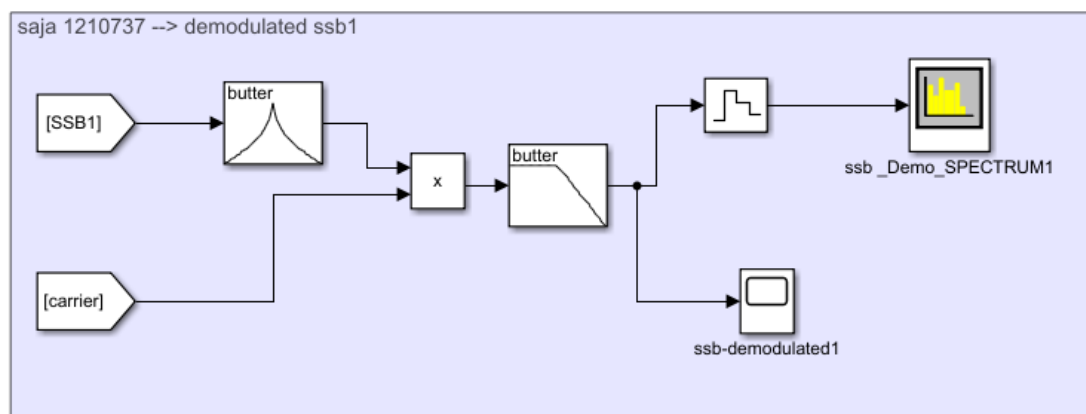 saja 1210737 --> demodulated ssb1
butter
[SSB1]
x
butter
ssb _Demo_SPECTRUM1
[carrier]
ssb-demodulated1